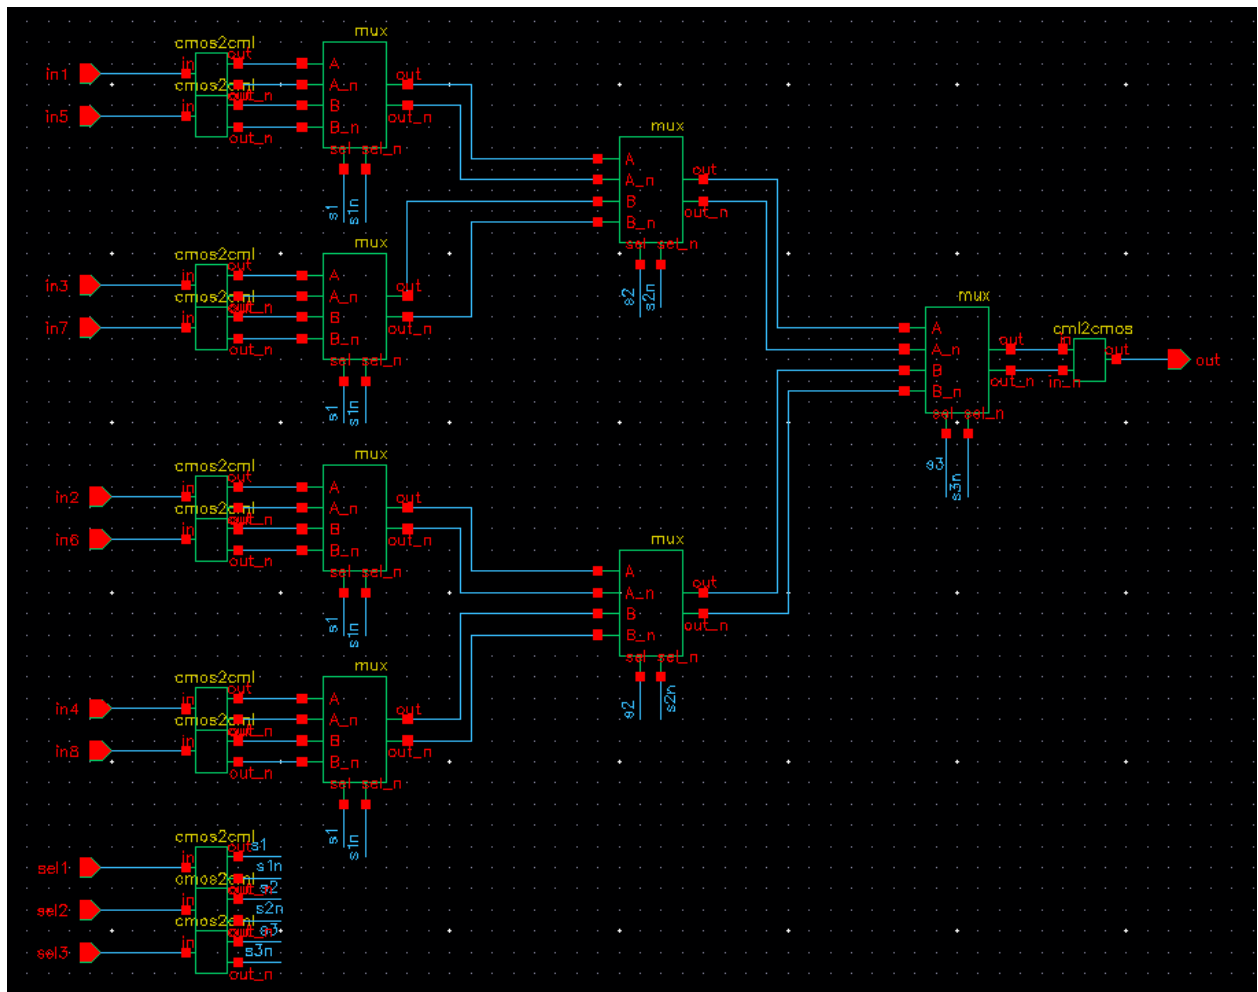 mux
cmos2cml
in1 in out A out
cmos2cml A_n
in5 in out_n B out_n
out_n B_n
sel sel_n
s1 s1n
mux
A out
A_n
B out_n
B_n
sel sel_n
s2 s2n
mux
cmos2cml
in3 in out A
cmos2cml A_n out
in7 in out_n B out_n
out_n B_n
sel sel_n
s1 s1n
mux
cml2cmos
A out in out out
A_n
B out_n in_n
B_n
sel sel_n
s3 s3n
mux
cmos2cml
in2 in out A out
cmos2cml A_n
in6 in out_n B out_n
out_n B_n
sel sel_n
s1 s1n
mux
A out
A_n
B out_n
B_n
sel sel_n
s2 s2n
mux
cmos2cml
in4 in out A out
cmos2cml A_n
in8 in out_n B out_n
out_n B_n
sel sel_n
s1 s1n
cmos2cml
sel1 in out s1
s1n
cmos2cml
sel2 in s2
s2n
cmos2cml
sel3 in out_n s3
s3n
out_n